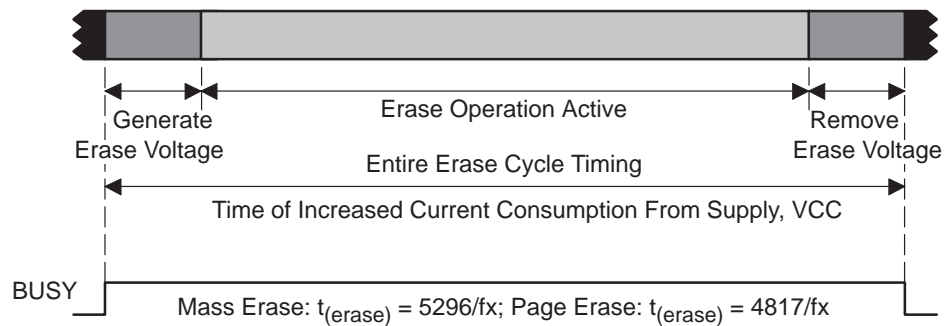 Erase Operation Active
Generate
Erase Voltage
Remove
Erase Voltage
Entire Erase Cycle Timing
Time of Increased Current Consumption From Supply, VCC
BUSY
Mass Erase: t(erase) = 5296/fx; Page Erase: t(erase) = 4817/fx